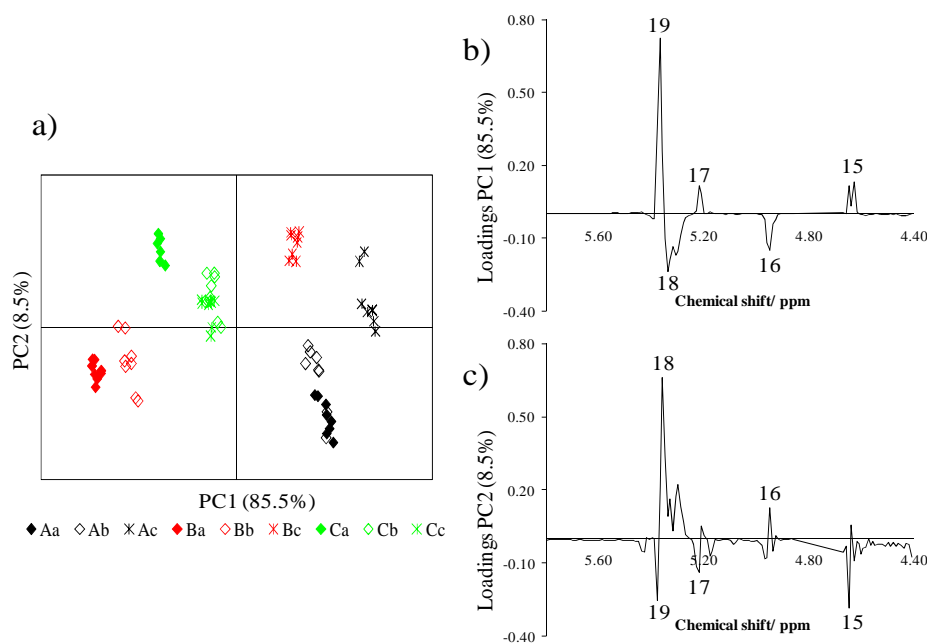 a)
PC2 (8.5%)
PC1 (85.5%)
Aa Ab Ac Ba Bb Bc Ca Cb Cc
b)
Loadings PC1 (85.5%)
0.80
0.50
0.20
-0.10
-0.40
19
17
15
18
16
5.60 5.20 4.80 4.40
Chemical shift/ ppm
c)
Loadings PC2 (8.5%)
0.80
0.50
0.20
-0.10
-0.40
18
16
19
17
15
5.60 5.20 4.80 4.40
Chemical shift/ ppm